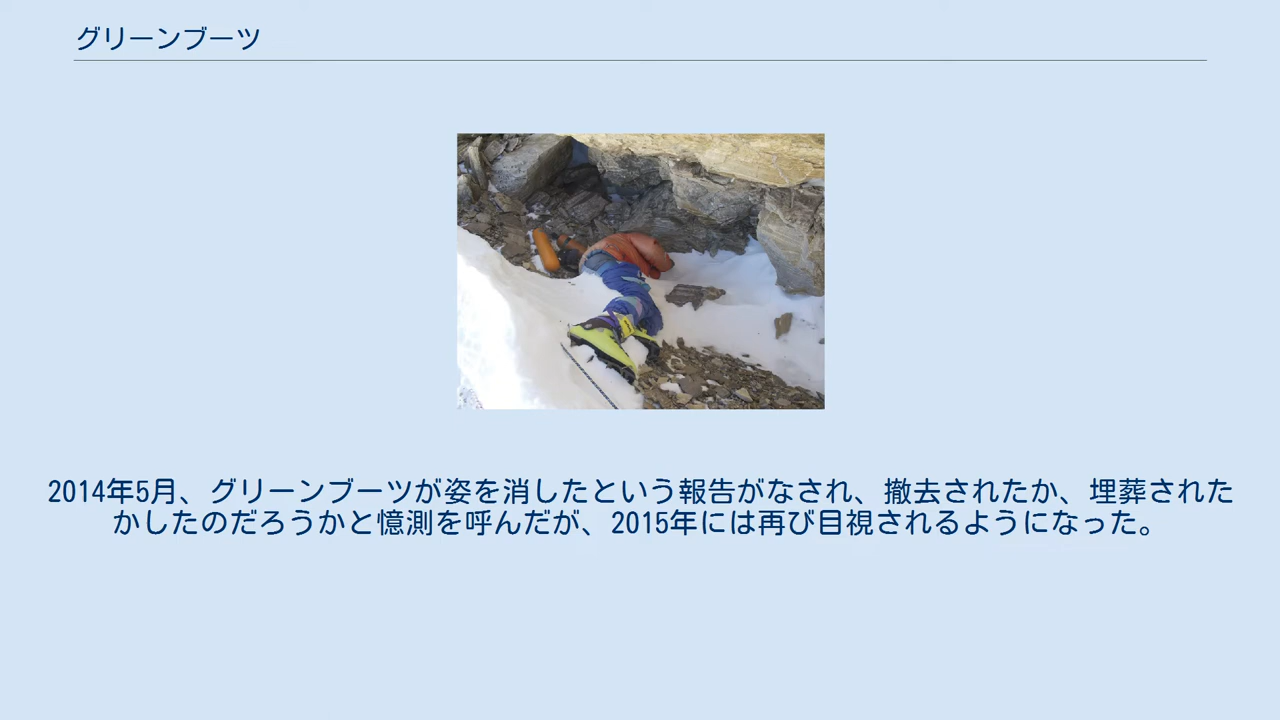 グリーンブーツ
2014年5月、グリーンブーツが姿を消したという報告がなされ、撤去されたか、埋葬された
かしたのだろうかと憶測を呼んだが、2015年には再び目視されるようになった。